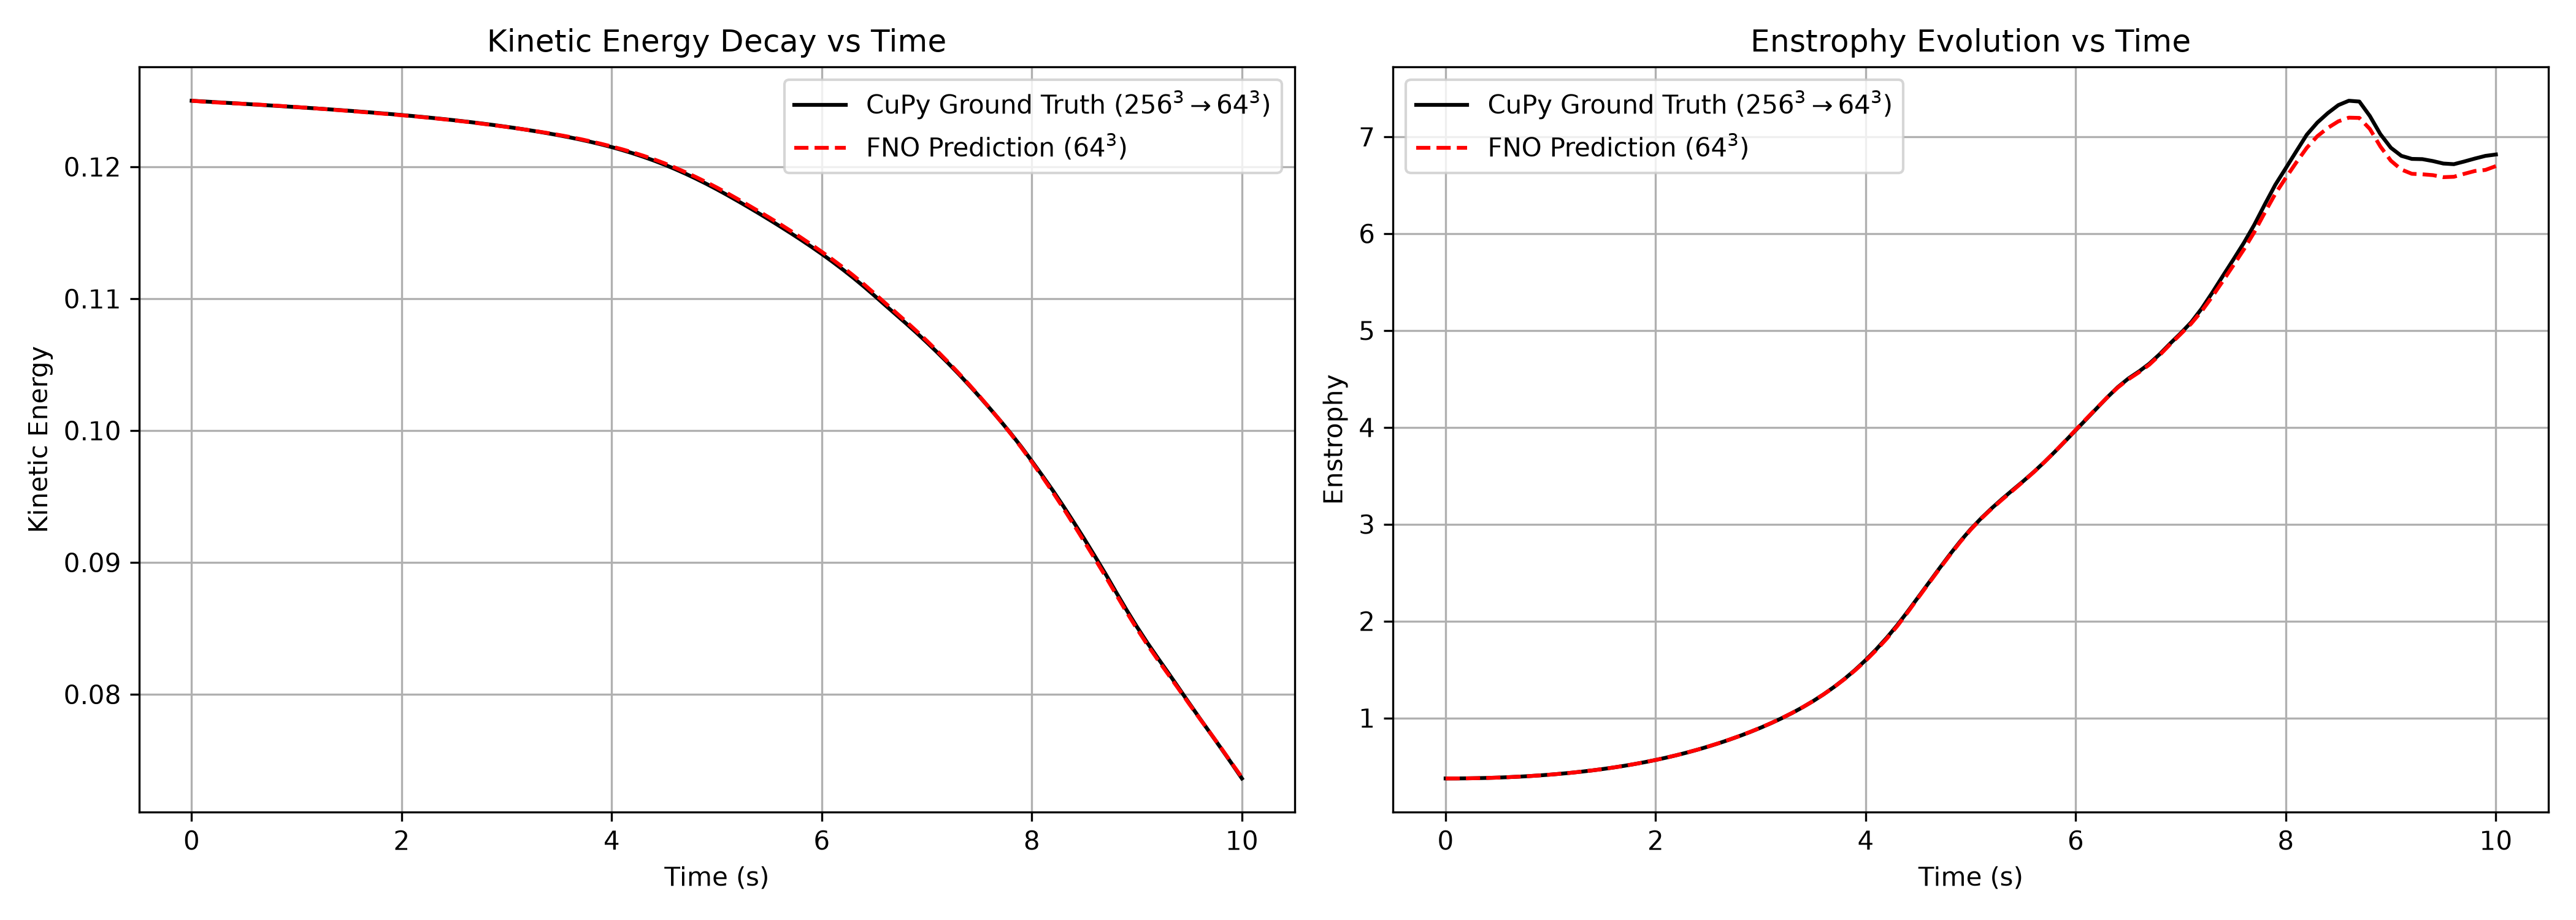 Kinetic Energy Decay vs Time
CuPy Ground Truth (256³→64³)
FNO Prediction (64³)
0.12
0.11
0.10
0.09
0.08
Kinetic Energy
0 2 4 6 8 10
Time (s)
Enstrophy Evolution vs Time
CuPy Ground Truth (256³→64³)
FNO Prediction (64³)
7
6
5
4
3
2
1
Enstrophy
0 2 4 6 8 10
Time (s)